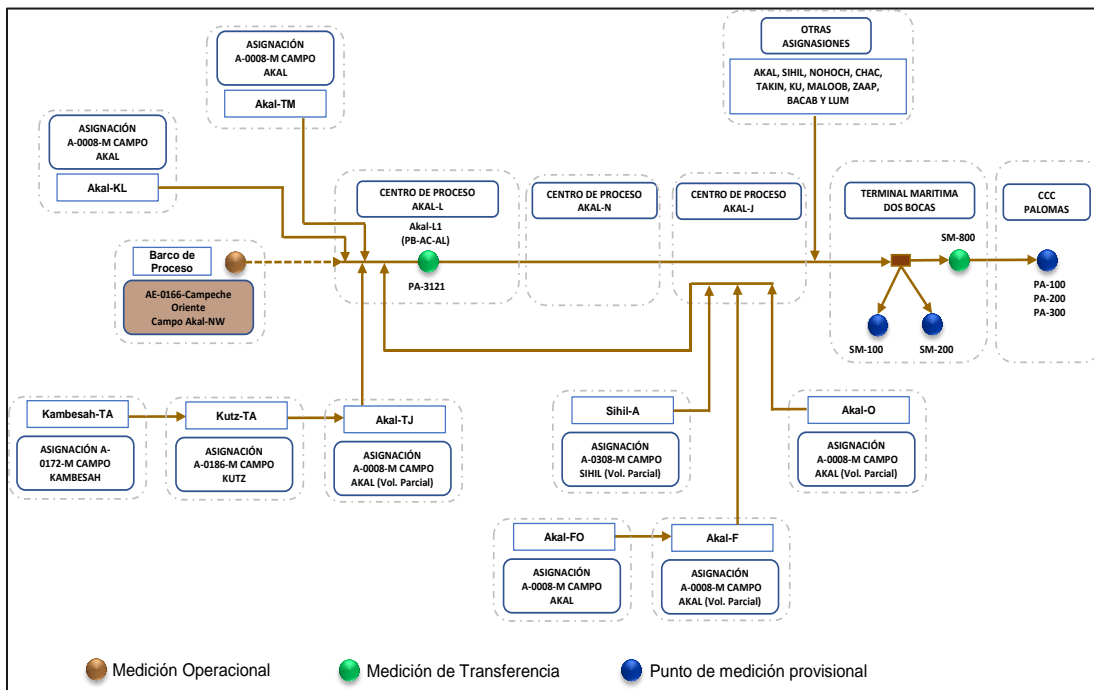 ASIGNACIÓN
A-0008-M CAMPO
AKAL
Akal-TM
OTRAS
ASIGNASIONES
AKAL, SIHIL, NOHOCH, CHAC,
TAKIN, KU, MALOOB, ZAAP,
BACAB Y LUM
ASIGNACIÓN
A-0008-M CAMPO
AKAL
Akal-KL
CENTRO DE PROCESO
AKAL-L
Akal-L1
(PB-AC-AL)
PA-3121
CENTRO DE PROCESO
AKAL-N
CENTRO DE PROCESO
AKAL-J
TERMINAL MARITIMA
DOS BOCAS
SM-800
SM-100
SM-200
CCC
PALOMAS
PA-100
PA-200
PA-300
Barco de
Proceso
AE-0166-Campeche
Oriente
Campo Akal-NW
Kambesah-TA
ASIGNACIÓN A-
0172-M CAMPO
KAMBESAH
Kutz-TA
ASIGNACIÓN
A-0186-M CAMPO
KUTZ
Akal-TJ
ASIGNACIÓN
A-0008-M CAMPO
AKAL (Vol. Parcial)
Sihil-A
ASIGNACIÓN
A-0308-M CAMPO
SIHIL (Vol. Parcial)
Akal-O
ASIGNACIÓN
A-0008-M CAMPO
AKAL (Vol. Parcial)
Akal-FO
ASIGNACIÓN
A-0008-M CAMPO
AKAL
Akal-F
ASIGNACIÓN
A-0008-M CAMPO
AKAL (Vol. Parcial)
Medición Operacional
Medición de Transferencia
Punto de medición provisional